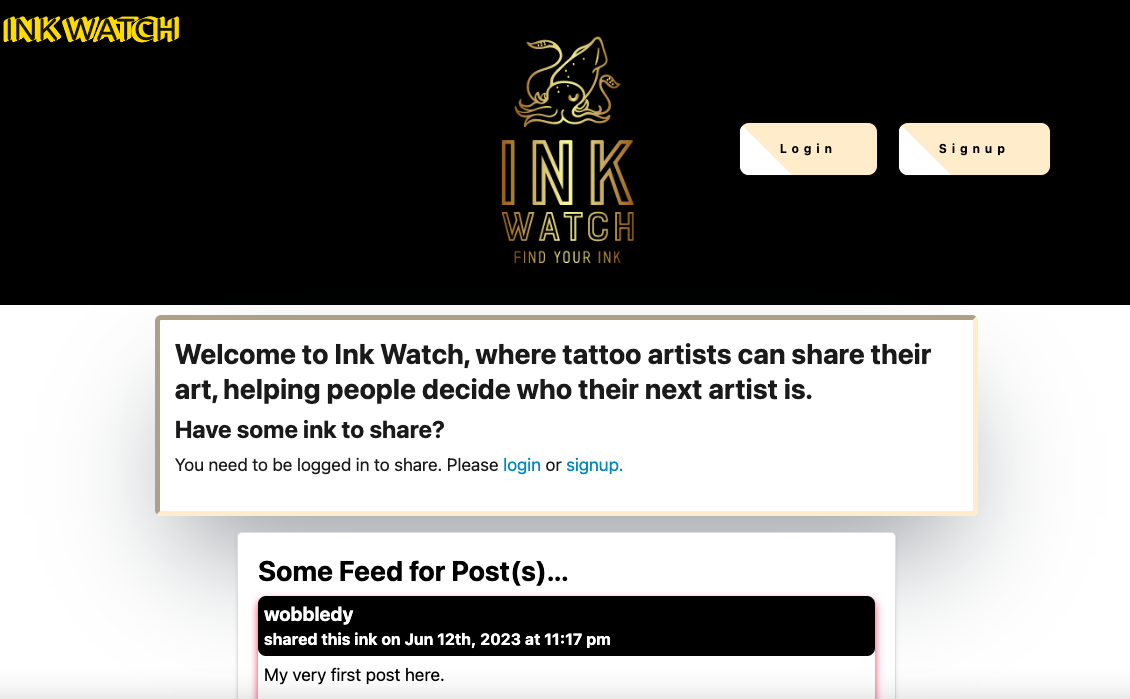 INKWATCH
INK
WATCH
FIND YOUR INK
Login
Signup
Welcome to Ink Watch, where tattoo artists can share their
art, helping people decide who their next artist is.
Have some ink to share?
You need to be logged in to share. Please login or signup.
Some Feed for Post(s)...
wobbledy
shared this ink on Jun 12th, 2023 at 11:17 pm
My very first post here.